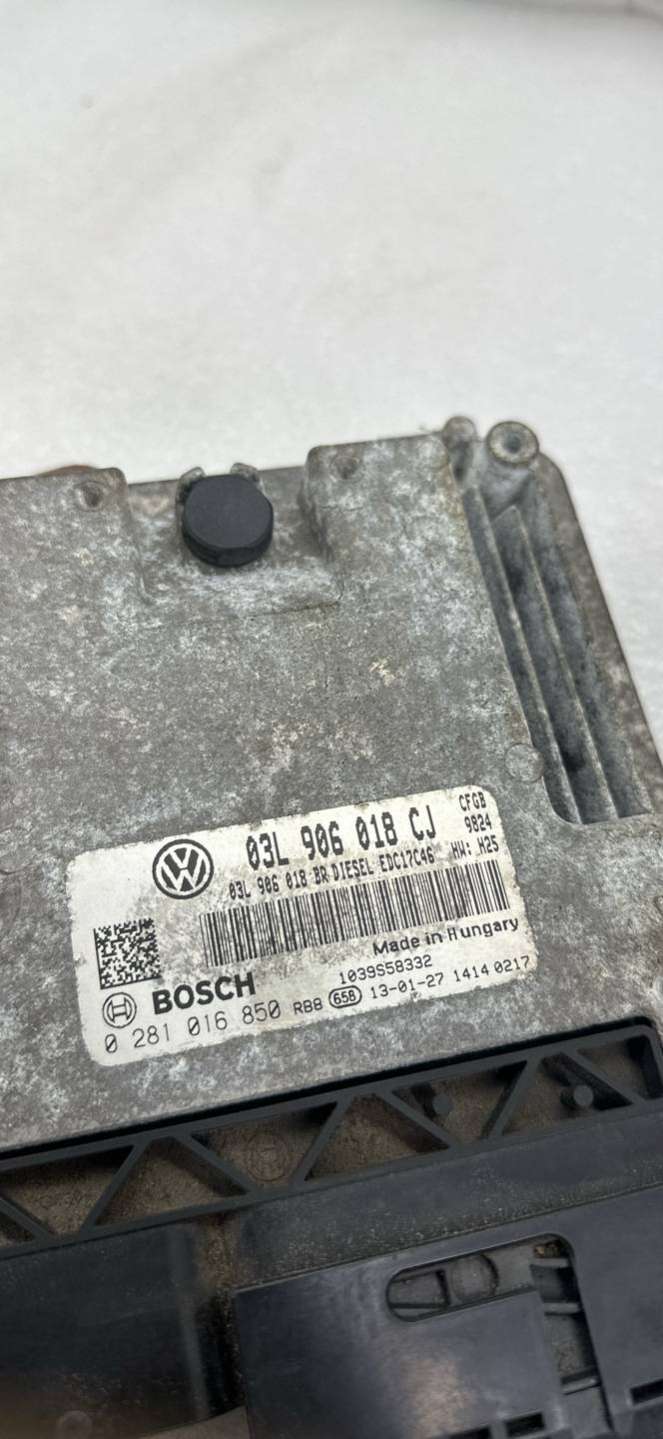 03L 906 018 CJ CFGB
9824
03L 906 018 BR DIESEL EDC17C46 HW: H25
Made in Hungary
BOSCH 1039S58332
0 281 016 850 RB8 658 13-01-27 1414 0217